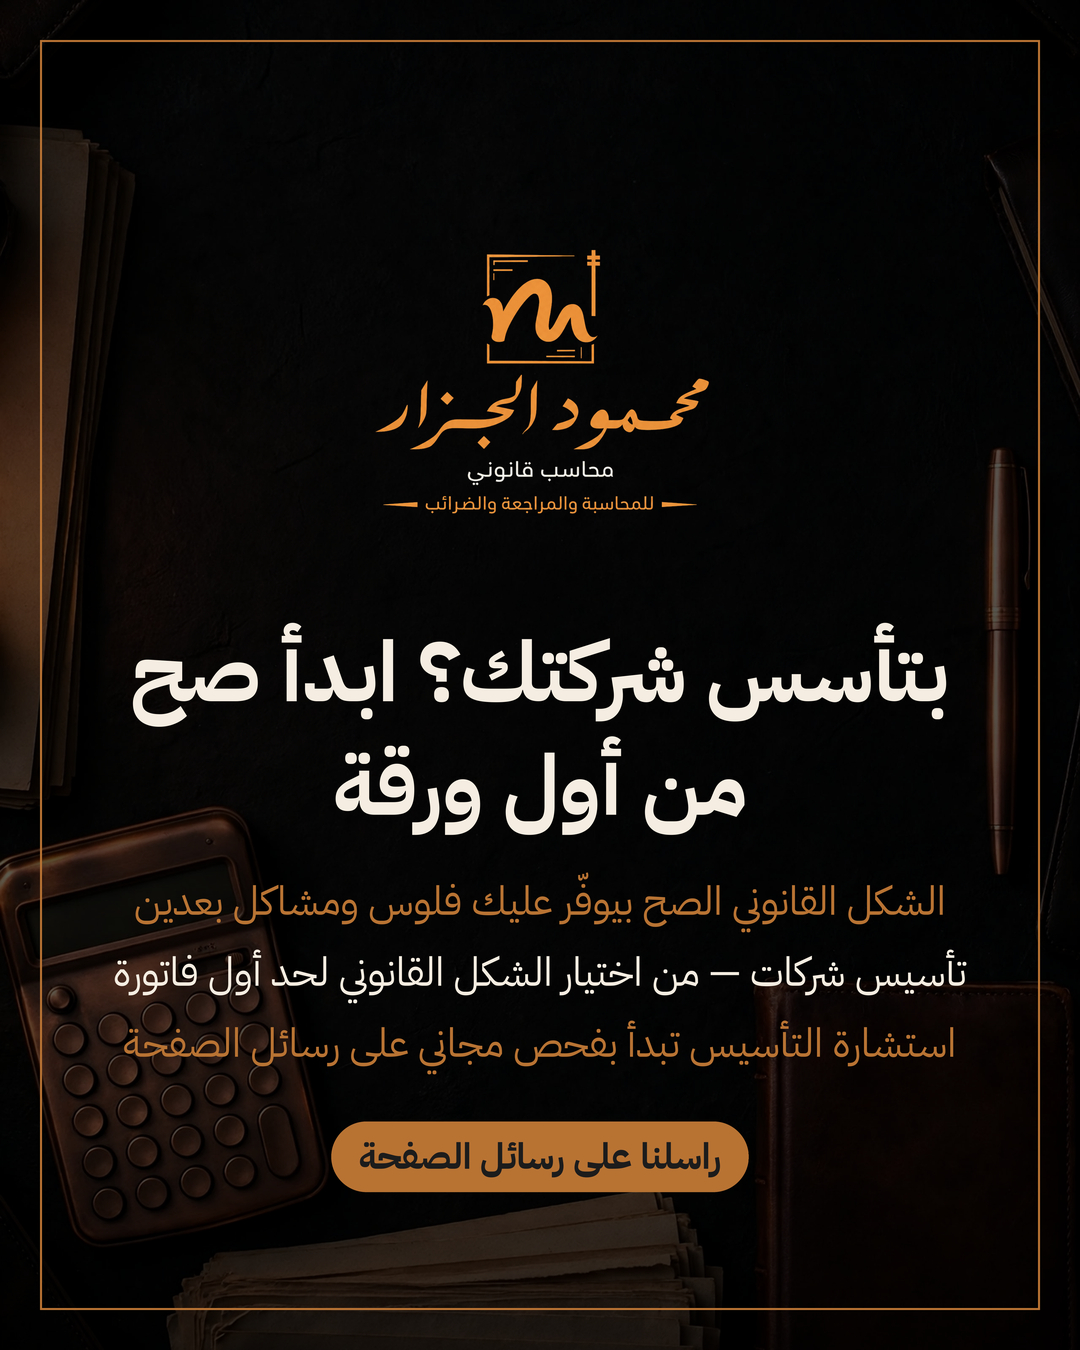 m
محمود الجزار
محاسب قانوني
للمحاسبة والمراجعة والضرائب
بتأسس شركتك؟ ابدأ صح
من أول ورقة
الشكل القانوني الصح بيوفّر عليك فلوس ومشاكل بعدين
تأسيس شركات — من اختيار الشكل القانوني لحد أول فاتورة
استشارة التأسيس تبدأ بفحص مجاني على رسائل الصفحة
راسلنا على رسائل الصفحة